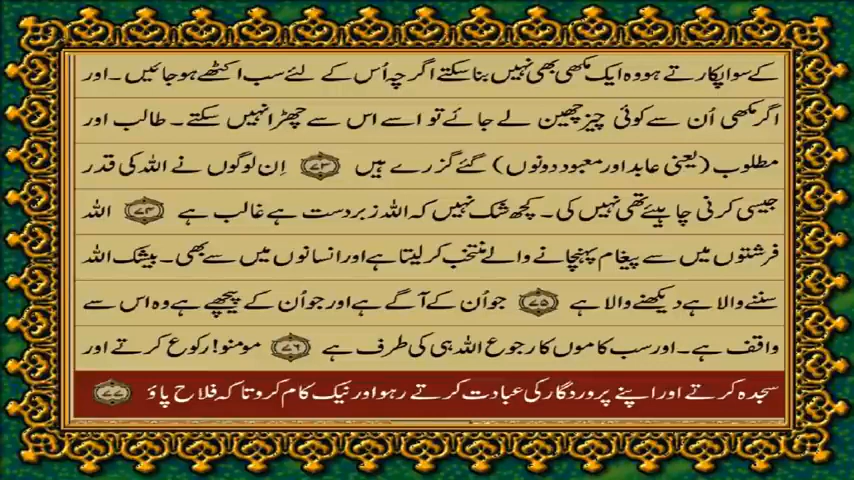 کے سوا پکارتے ہو وہ ایک مکھی بھی نہیں بنا سکتے اگرچہ اُس کے لئے سب اکٹھے ہوجائیں۔ اور
اگر مکھی اُن سے کوئی چیز چھین لے جائے تو اسے اس سے چھڑا نہیں سکتے۔ طالب اور
مطلوب (یعنی عابد اور معبود دونوں) گئے گزرے ہیں ﴿۷۳﴾ اِن لوگوں نے اللہ کی قدر
جیسی کرنی چاہیئے تھی نہیں کی۔ کچھ شک نہیں کہ اللہ زبردست ہے غالب ہے ﴿۷۴﴾ اللہ
فرشتوں میں سے پیغام پہنچانے والے منتخب کرلیتا ہے اور انسانوں میں سے بھی۔ بیشک اللہ
سننے والا ہے دیکھنے والا ہے ﴿۷۵﴾ جو اُن کے آگے ہے اور جو اُن کے پیچھے ہے وہ اس سے
واقف ہے۔ اور سب کاموں کا رجوع اللہ ہی کی طرف ہے ﴿۷۶﴾ مومنو! رکوع کرتے اور
سجدہ کرتے اور اپنے پروردگار کی عبادت کرتے رہو اور نیک کام کرو تاکہ فلاح پاؤ ﴿۷۷﴾